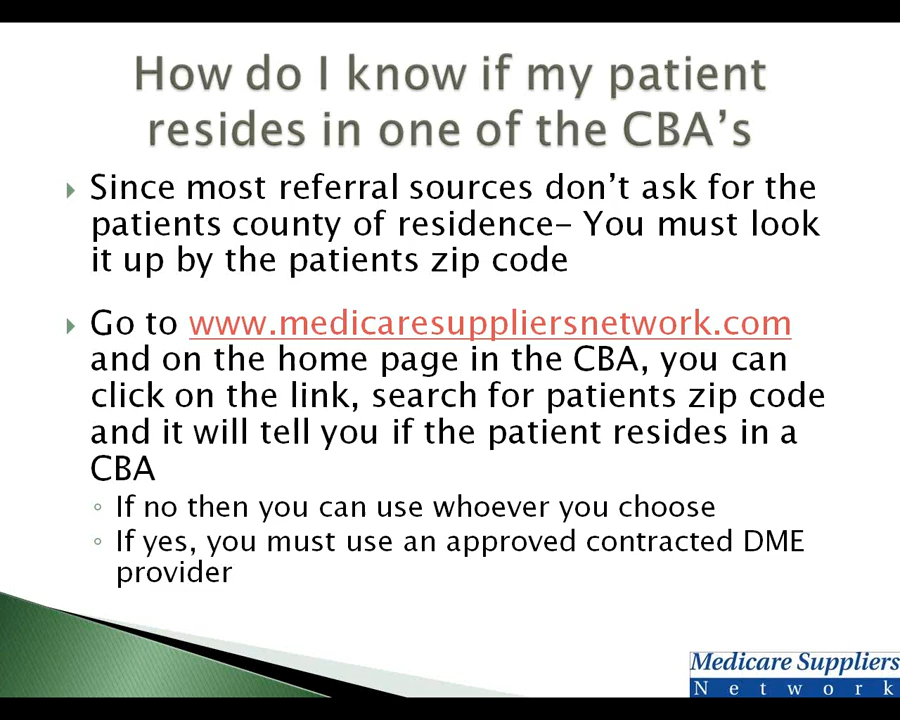 How do I know if my patient
resides in one of the CBA's
Since most referral sources don't ask for the
patients county of residence– You must look
it up by the patients zip code
Go to www.medicaresuppliersnetwork.com
and on the home page in the CBA, you can
click on the link, search for patients zip code
and it will tell you if the patient resides in a
CBA
If no then you can use whoever you choose
If yes, you must use an approved contracted DME
provider
Medicare Suppliers
Network